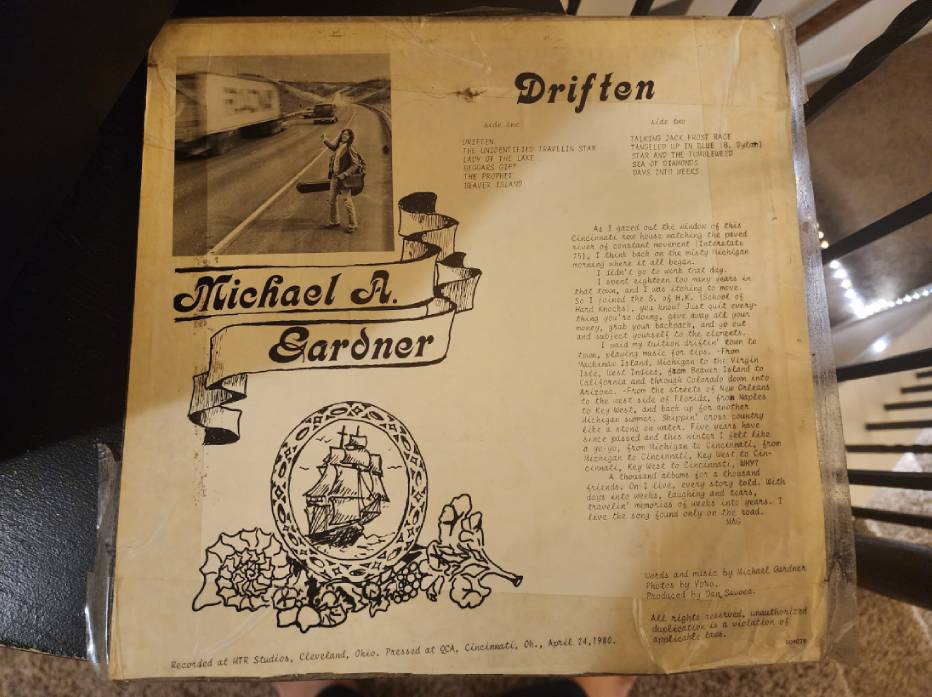 Driften
side one
DRIFTEN
THE UNIDENTIFIED TRAVELIN STAR
LADY OF THE LAKE
BEGGARS GIFT
THE PROPHET
BEAVER ISLAND
side two
TALKING JACK FROST RAGE
TANGELED UP IN BLUE (B. Dylan)
STAR AND THE TUMBLEWEED
SEA OF DIAMONDS
DAYS INTO WEEKS
Michael A.
Gardner
As I gazed out the window of this
Cincinnati row house watching the paved
river of constant movement (Interstate
75), I think back on the misty Michigan
morning where it all began.
I didn't go to work that day.
I spent eighteen too many years in
that town, and I was itching to move.
So I joined the S. of H.K. (School of
Hard Knocks), you know? Just quit every-
thing you're doing, give away all your
money, grab your backpack, and go out
and subject yourself to the elements.
I paid my tuition driftin' town to
town, playing music for tips. -From
Mackinac Island, Michigan to the Virgin
Isle, West Indies, from Beaver Island to
California and through Colorado down into
Arizona. -From the streets of New Orleans
to the west side of Florida, from Naples
to Key West, and back up for another
Michigan summer. Skippin' cross country
like a stone on water. Five years have
since passed and this winter I felt like
a yo-yo, from Michigan to Cincinnati, from
Michigan to Cincinnati, Key West to Cin-
cinnati, Key West to Cincinnati, WHY?
A thousand albums for a thousand
friends. On I live, every story told. With
days into weeks, laughing and tears,
travelin' memories of weeks into years. I
live the song found only on the road.
MAG
Words and music by Michael Gardner
Photos by YoNo.
Produced by Dan
All rights reserved, unauthorized
duplication is a violation of
applicable laws.
Recorded at HTR Studios, Cleveland, Ohio. Pressed at QCA, Cincinnati, Oh., April 24, 1980.